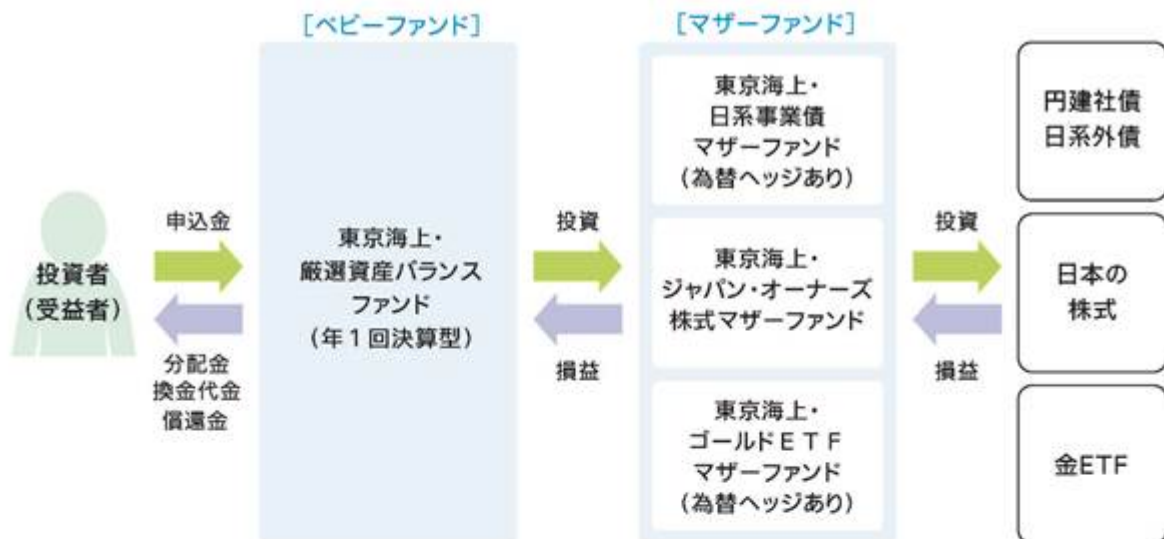 [ベビーファンド]
[マザーファンド]
投資者
(受益者)
申込金
分配金
換金代金
償還金
東京海上・
厳選資産バランス
ファンド
(年1回決算型)
投資
損益
東京海上・
日系事業債
マザーファンド
(為替ヘッジあり)
東京海上・
ジャパン・オーナーズ
株式マザーファンド
東京海上・
ゴールドETF
マザーファンド
(為替ヘッジあり)
投資
損益
円建社債
日系外債
日本の
株式
金ETF